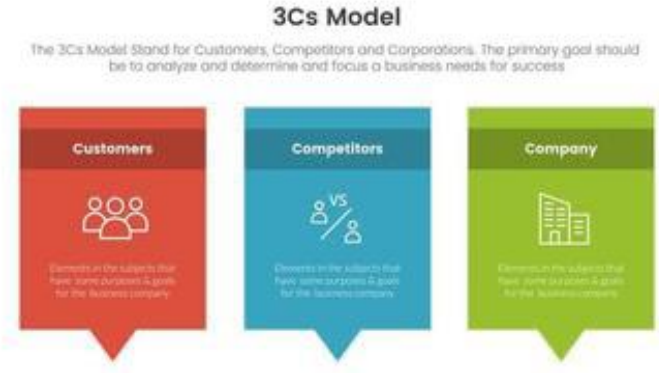 3Cs Model
The 3Cs Model Stand for Customers, Competitors and Corporations. The primary goal should
be to analyze and determine and focus a business needs for success
Customers
Elements in the subjects that
have some purposes & goals
for the business company
Competitors
VS
Elements in the subjects that
have some purposes & goals
for the business company
Company
Elements in the subjects that
have some purposes & goals
for the business company